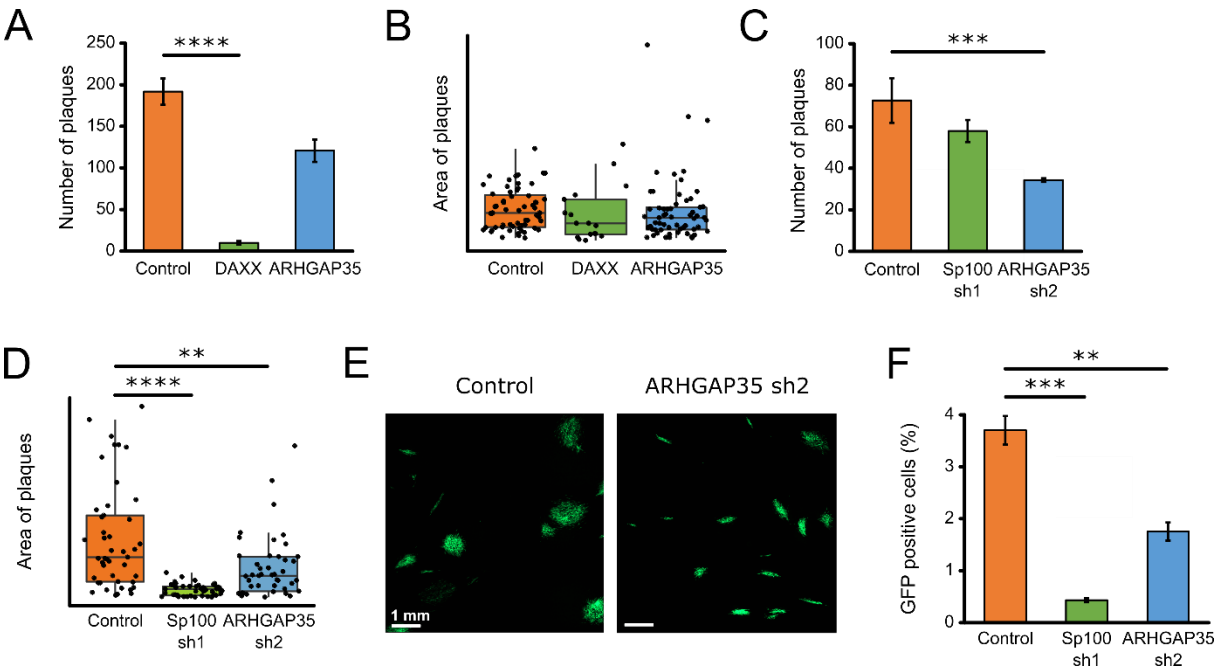 A
Number of plaques
250
200
150
100
50
0
****
Control
DAXX
ARHGAP35
B
Area of plaques
Control
DAXX
ARHGAP35
C
Number of plaques
100
80
60
40
20
0
***
Control
Sp100
sh1
ARHGAP35
sh2
D
Area of plaques
**
****
Control
Sp100
sh1
ARHGAP35
sh2
E
Control
ARHGAP35 sh2
1 mm
F
GFP positive cells (%)
4
3
2
1
0
**
***
Control
Sp100
sh1
ARHGAP35
sh2